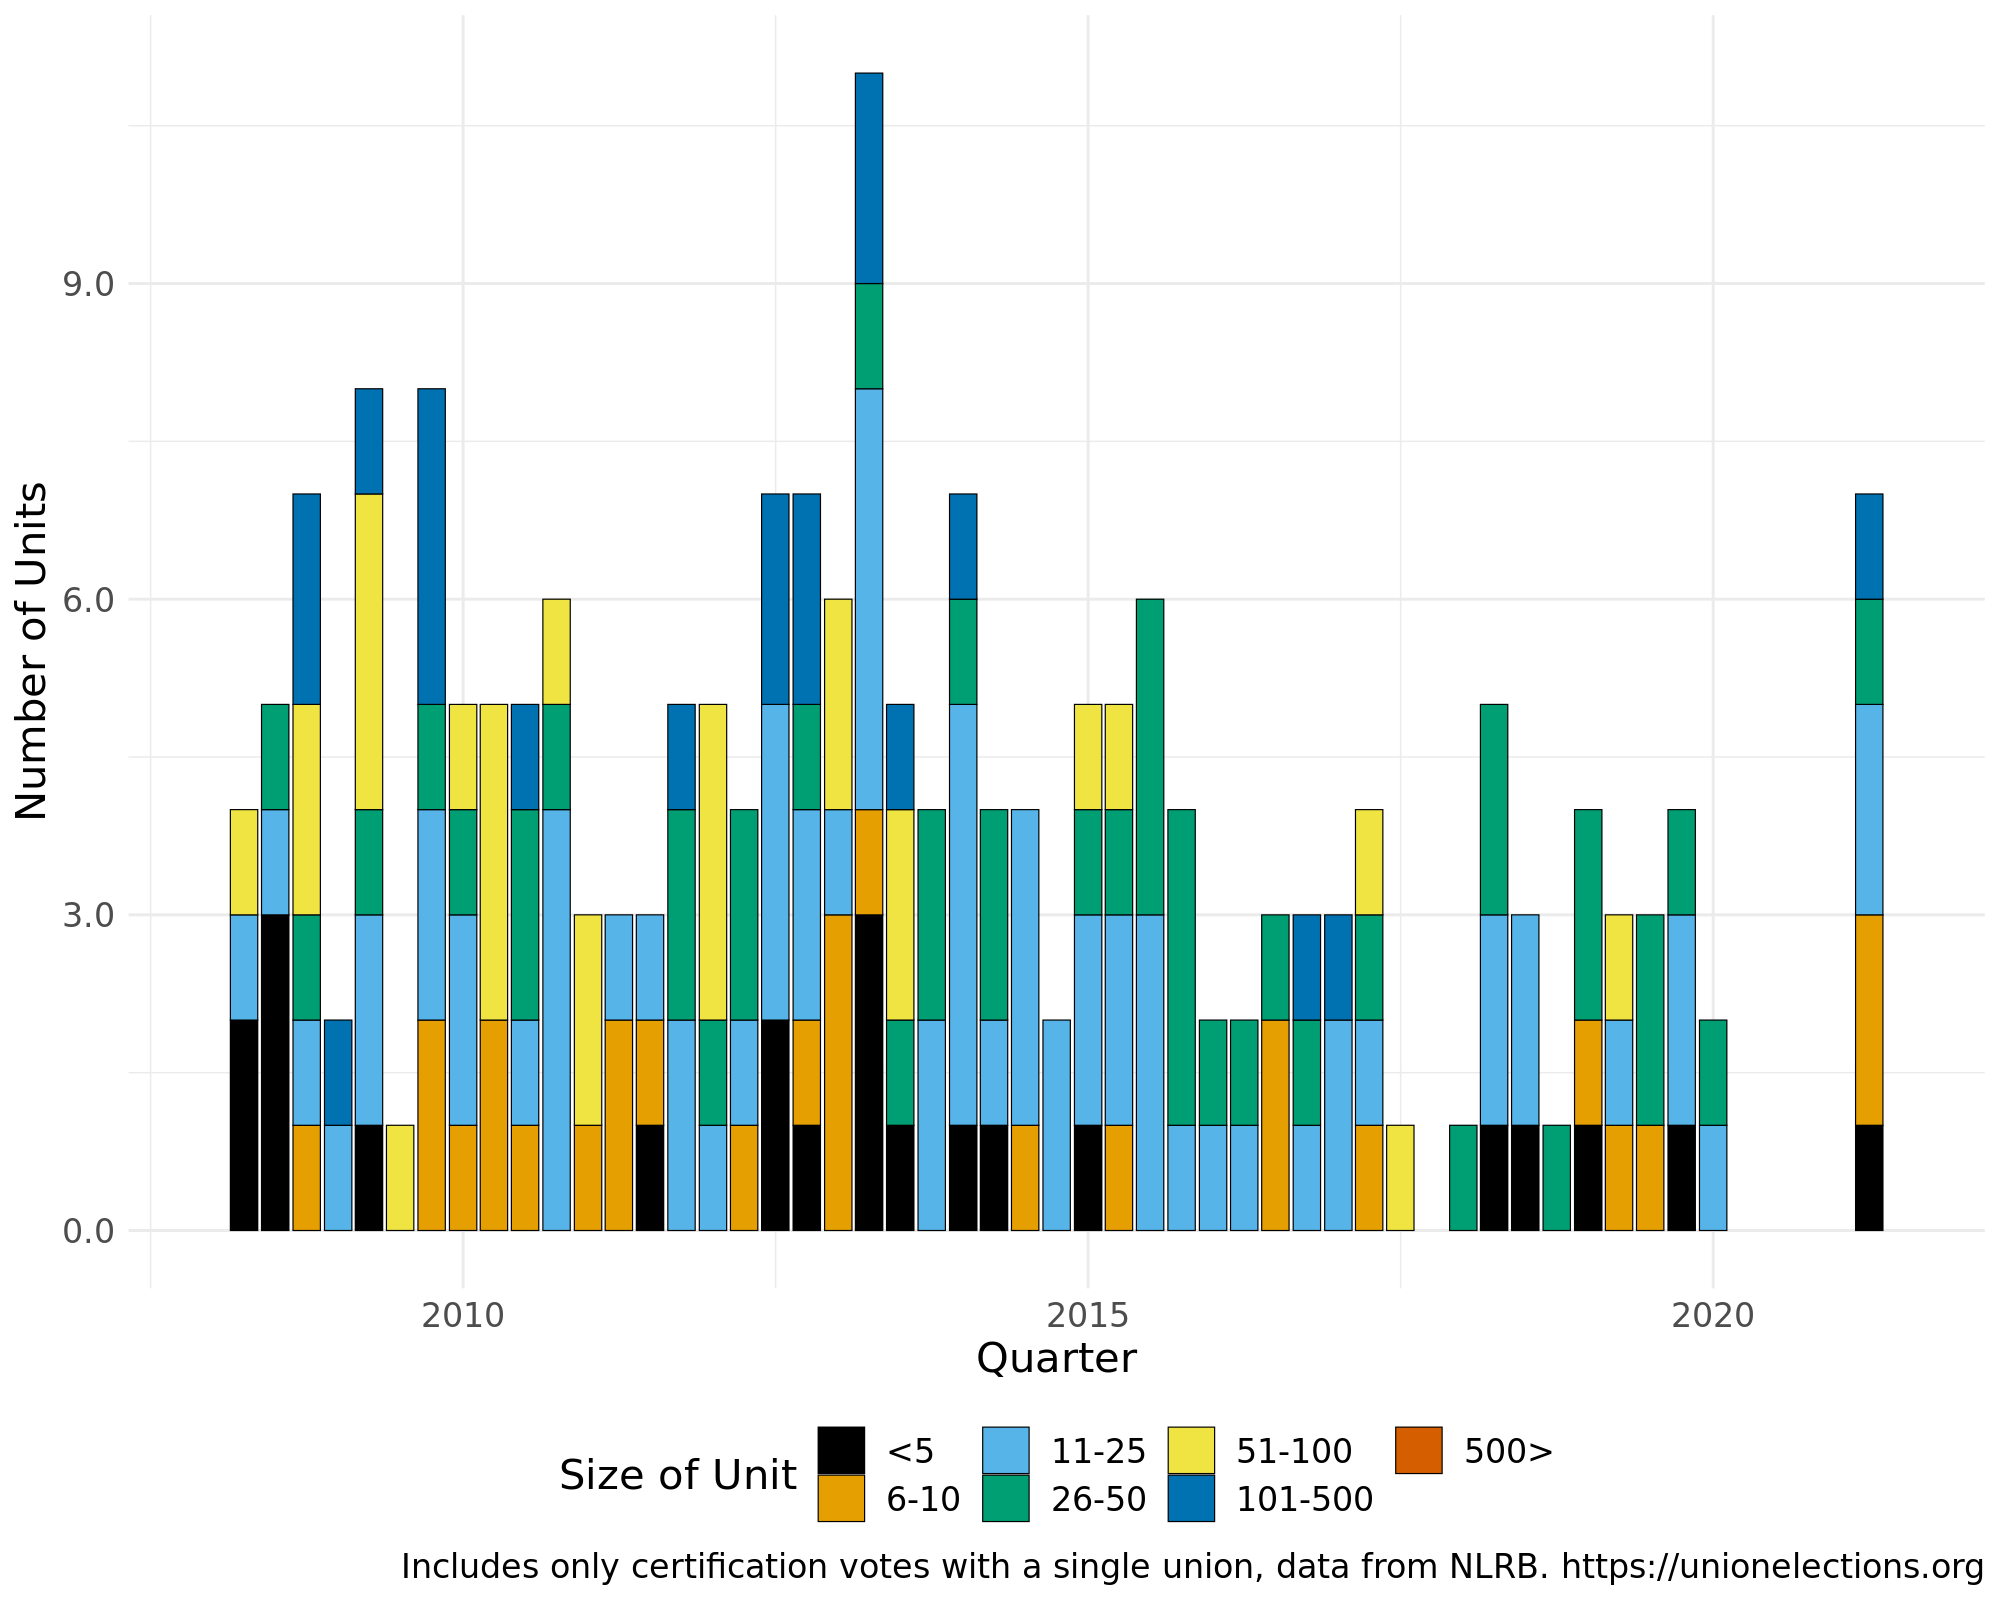 Number of Units
9.0
6.0
3.0
0.0
2010 2015 2020
Quarter
Size of Unit
<5 11-25 51-100 500>
6-10 26-50 101-500
Includes only certification votes with a single union, data from NLRB. https://unionelections.org